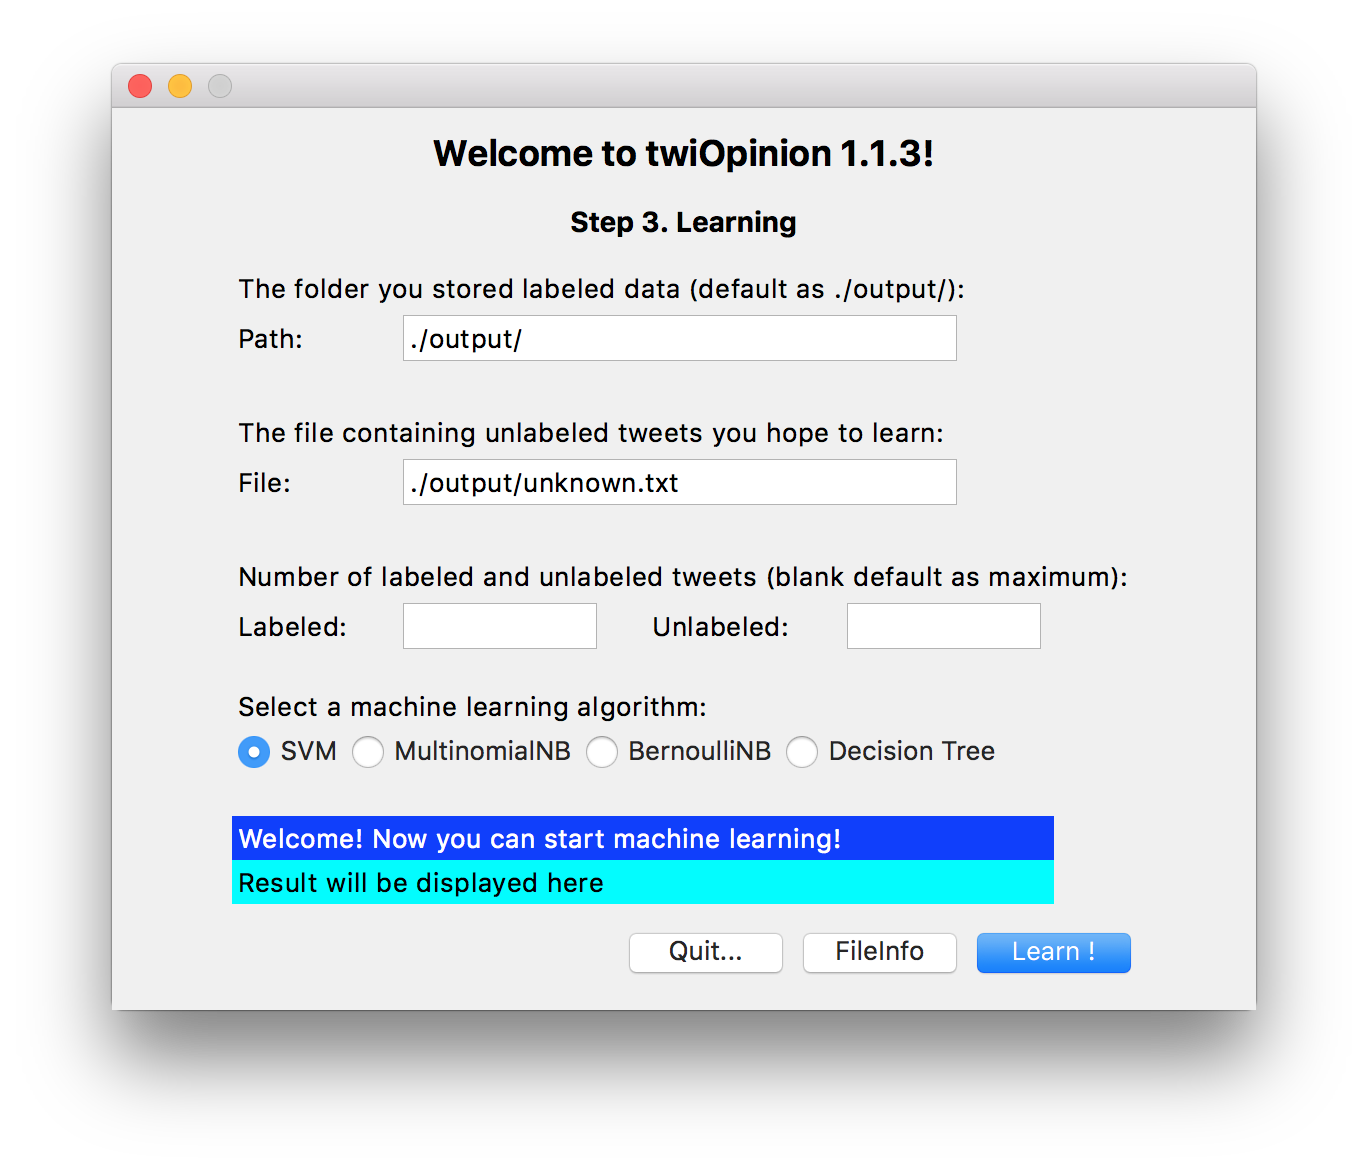 Welcome to twiOpinion 1.1.3!
Step 3. Learning
The folder you stored labeled data (default as ./output/):
Path: ./output/
The file containing unlabeled tweets you hope to learn:
File: ./output/unknown.txt
Number of labeled and unlabeled tweets (blank default as maximum):
Labeled: Unlabeled:
Select a machine learning algorithm:
SVM MultinomialNB BernoulliNB Decision Tree
Welcome! Now you can start machine learning!
Result will be displayed here
Quit... FileInfo Learn !